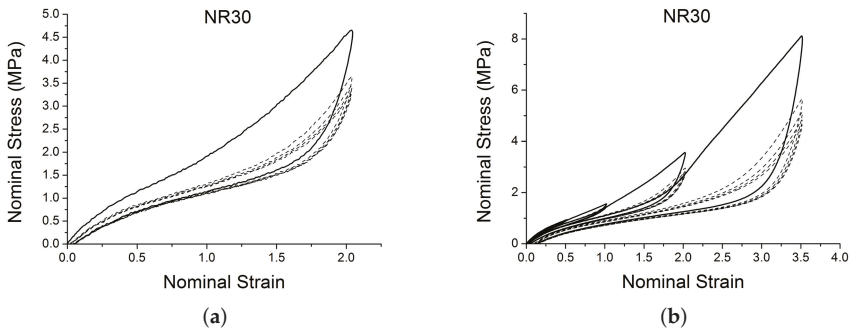 NR30
5.0
4.5
4.0
3.5
3.0
2.5
2.0
1.5
1.0
0.5
0.0
Nominal Stress (MPa)
0.0 0.5 1.0 1.5 2.0
Nominal Strain
(a)
NR30
8
6
4
2
0
Nominal Stress (MPa)
0.0 0.5 1.0 1.5 2.0 2.5 3.0 3.5 4.0
Nominal Strain
(b)